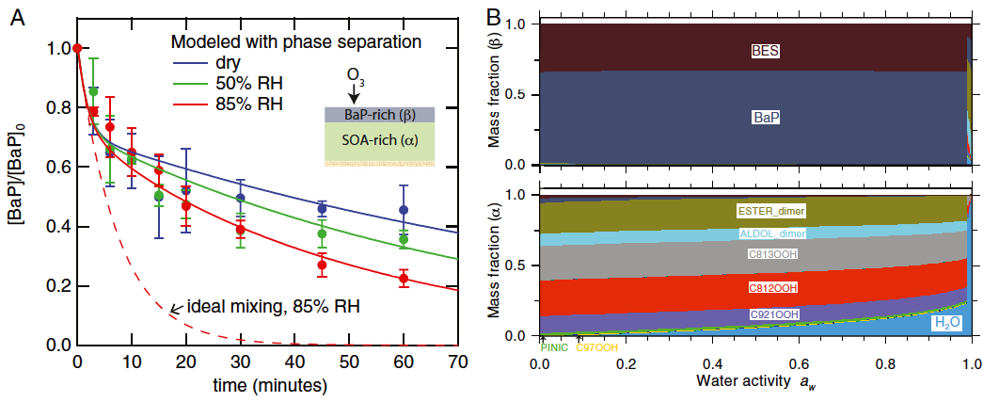 A
Modeled with phase separation
dry
50% RH
85% RH
O3
BaP-rich (β)
SOA-rich (α)
ideal mixing, 85% RH
[BaP]/[BaP]0
1.0
0.8
0.6
0.4
0.2
0.0
0 10 20 30 40 50 60 70
time (minutes)
B
Mass fraction (β)
1.0
0.5
0.0
BES
BaP
Mass fraction (α)
1.0
0.5
0.0
ESTER_dimer
ALDOL_dimer
C813OOH
C812OOH
C921OOH
H2O
PINIC C97OOH
0.0 0.2 0.4 0.6 0.8 1.0
Water activity aw